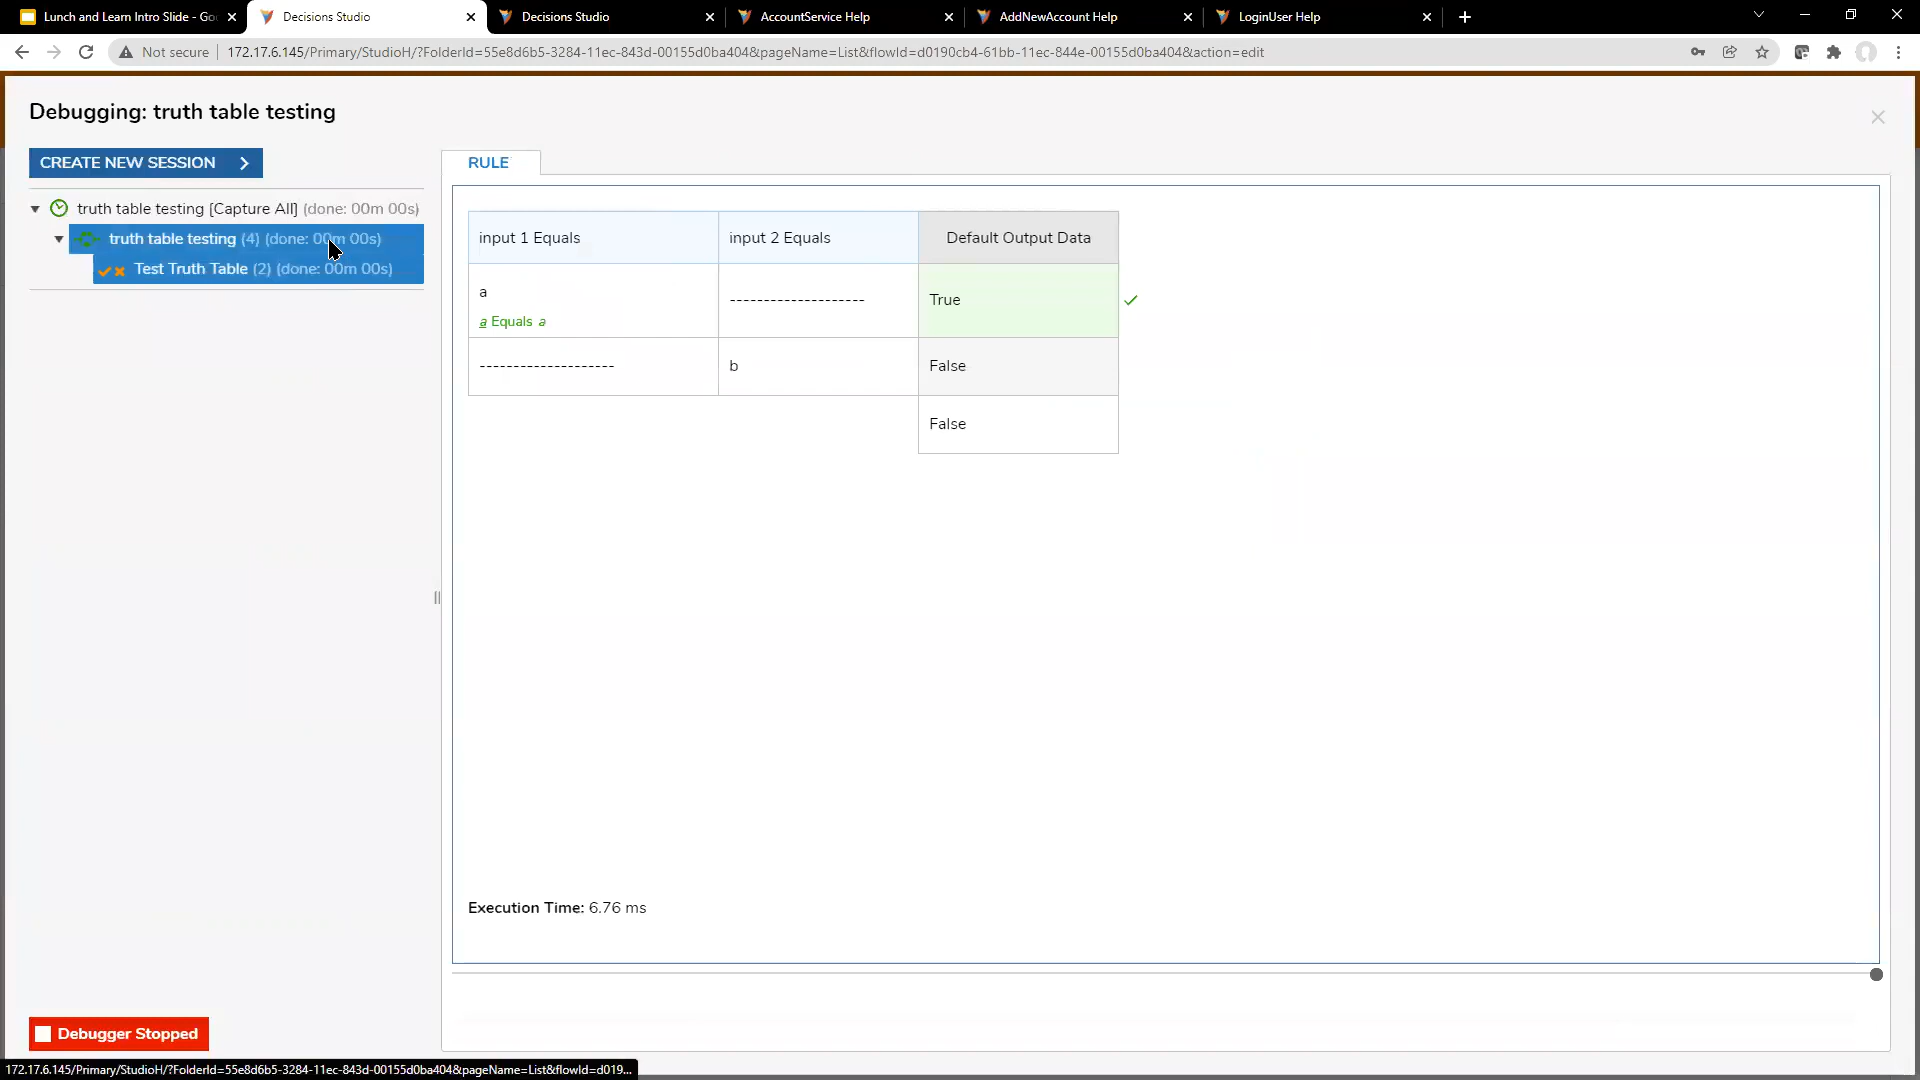 Lunch and Learn Intro Slide - Go
Decisions Studio
Decisions Studio
AccountService Help
AddNewAccount Help
LoginUser Help
Not secure
172.17.6.145/Primary/StudioH/?FolderId=55e8d6b5-3284-11ec-843d-00155d0ba404&pageName=List&flowId=d0190cb4-61bb-11ec-844e-00155d0ba404&action=edit
Debugging: truth table testing
CREATE NEW SESSION
truth table testing [Capture All] (done: 00m 00s)
truth table testing (4) (done: 00m 00s)
Test Truth Table (2) (done: 00m 00s)
RULE
input 1 Equals
input 2 Equals
Default Output Data
a
a Equals a
--------------------
True
--------------------
b
False
False
Execution Time: 6.76 ms
Debugger Stopped
172.17.6.145/Primary/StudioH/?FolderId=55e8d6b5-3284-11ec-843d-00155d0ba404&pageName=List&flowId=d019...